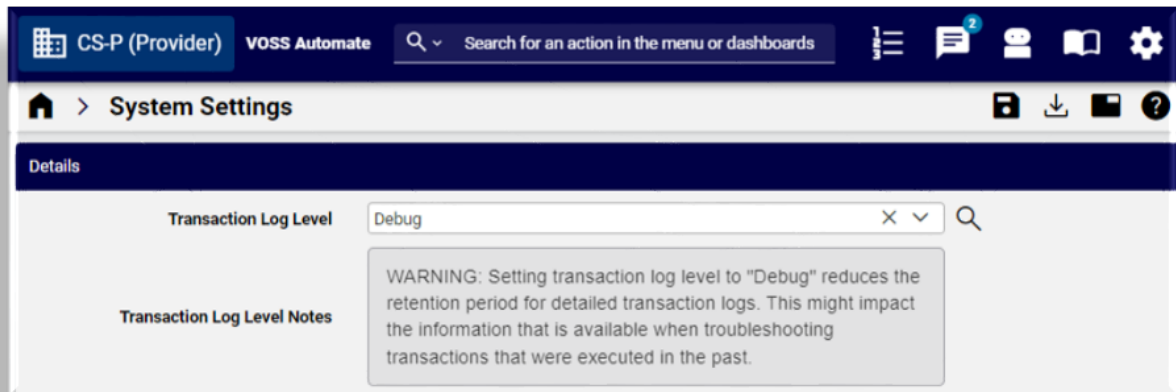 CS-P (Provider) VOSS Automate Search for an action in the menu or dashboards 1 2 3 2
> System Settings ?
Details
Transaction Log Level Debug
WARNING: Setting transaction log level to "Debug" reduces the
retention period for detailed transaction logs. This might impact
Transaction Log Level Notes
the information that is available when troubleshooting
transactions that were executed in the past.